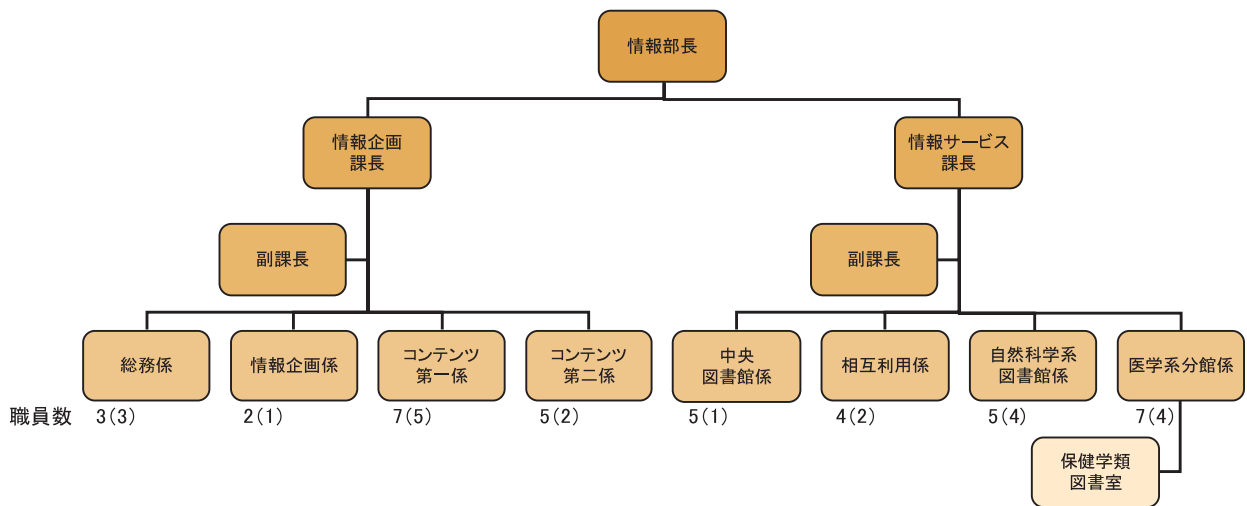 情報部長
情報企画
課長
情報サービス
課長
副課長
副課長
総務係
情報企画係
コンテンツ
第一係
コンテンツ
第二係
中央
図書館係
相互利用係
自然科学系
図書館係
医学系分館係
職員数 3(3) 2(1) 7(5) 5(2) 5(1) 4(2) 5(4) 7(4)
保健学類
図書室